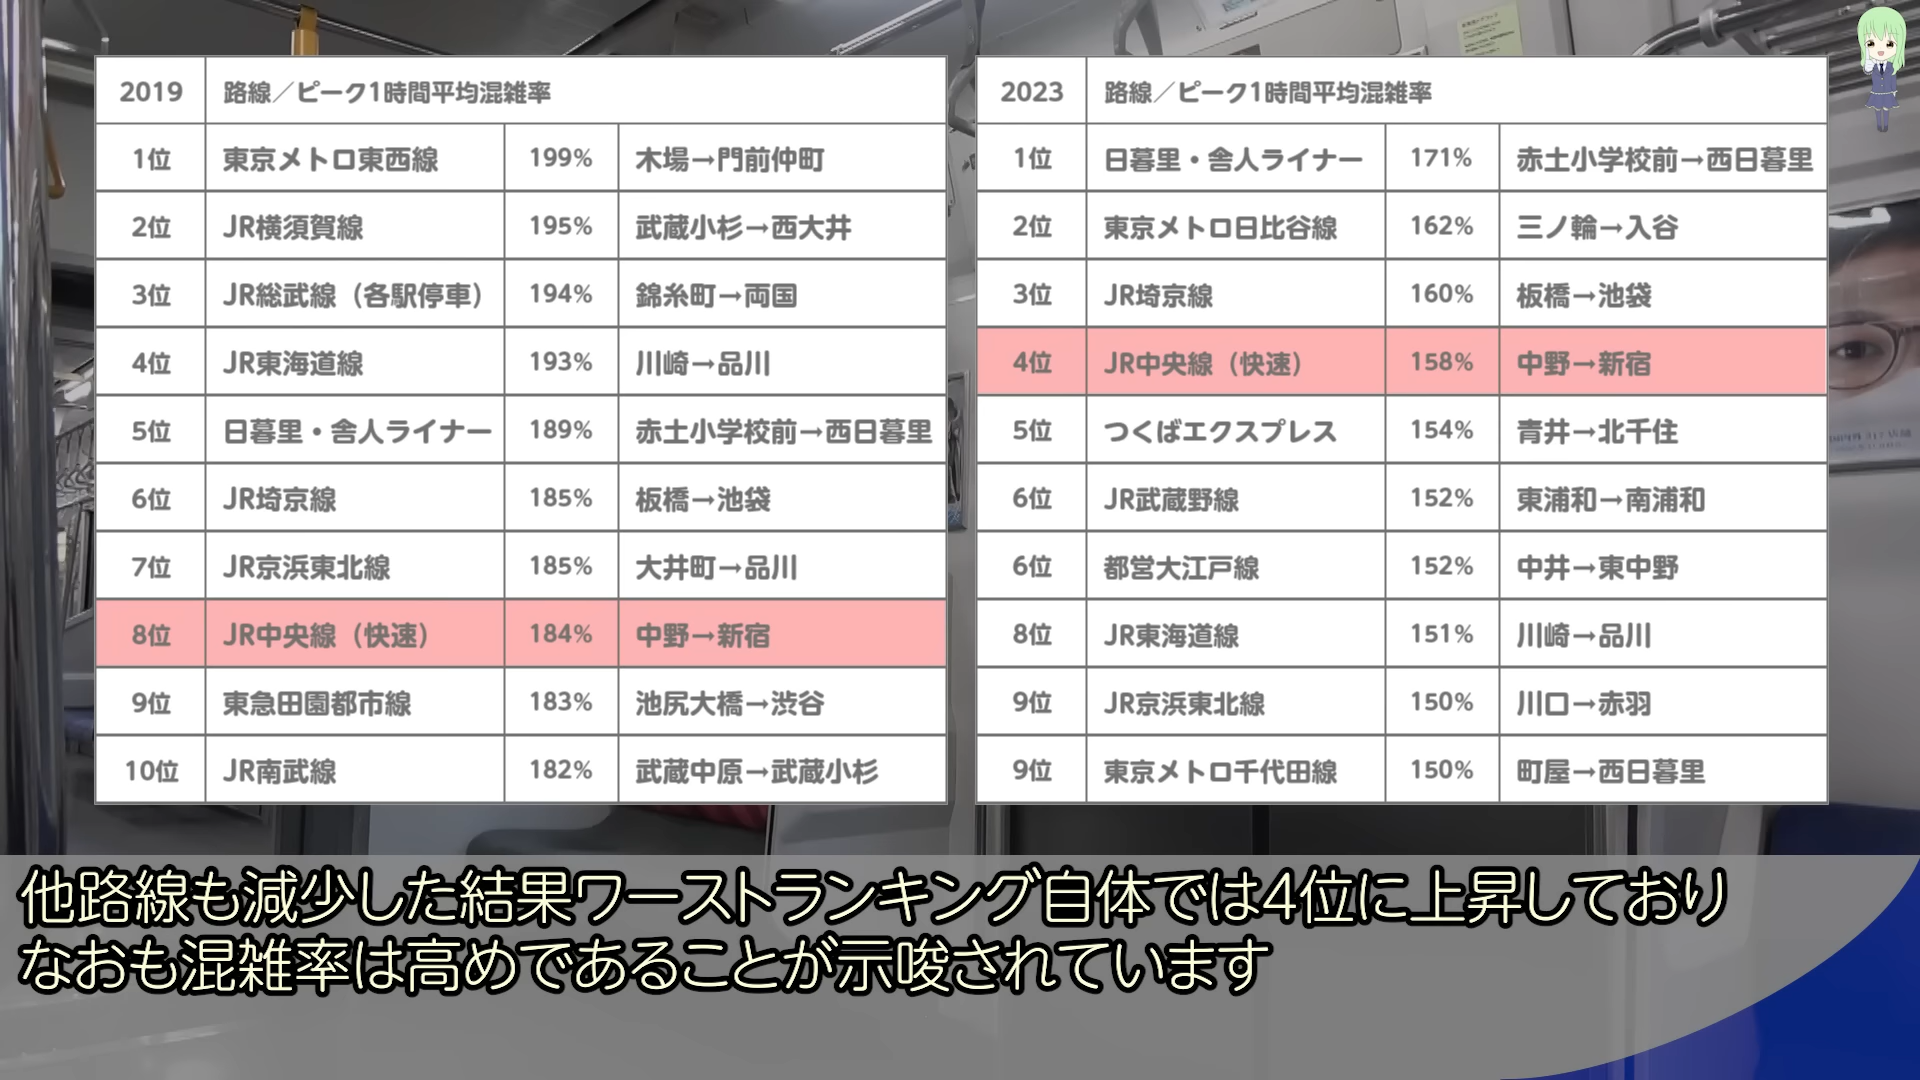 2019 路線／ピーク1時間平均混雑率
1位 東京メトロ東西線 199% 木場→門前仲町
2位 JR横須賀線 195% 武蔵小杉→西大井
3位 JR総武線（各駅停車） 194% 錦糸町→両国
4位 JR東海道線 193% 川崎→品川
5位 日暮里・舎人ライナー 189% 赤土小学校前→西日暮里
6位 JR埼京線 185% 板橋→池袋
7位 JR京浜東北線 185% 大井町→品川
8位 JR中央線（快速） 184% 中野→新宿
9位 東急田園都市線 183% 池尻大橋→渋谷
10位 JR南武線 182% 武蔵中原→武蔵小杉
2023 路線／ピーク1時間平均混雑率
1位 日暮里・舎人ライナー 171% 赤土小学校前→西日暮里
2位 東京メトロ日比谷線 162% 三ノ輪→入谷
3位 JR埼京線 160% 板橋→池袋
4位 JR中央線（快速） 158% 中野→新宿
5位 つくばエクスプレス 154% 青井→北千住
6位 JR武蔵野線 152% 東浦和→南浦和
6位 都営大江戸線 152% 中井→東中野
8位 JR東海道線 151% 川崎→品川
9位 JR京浜東北線 150% 川口→赤羽
9位 東京メトロ千代田線 150% 町屋→西日暮里
他路線も減少した結果ワーストランキング自体では4位に上昇しており
なおも混雑率は高めであることが示唆されています